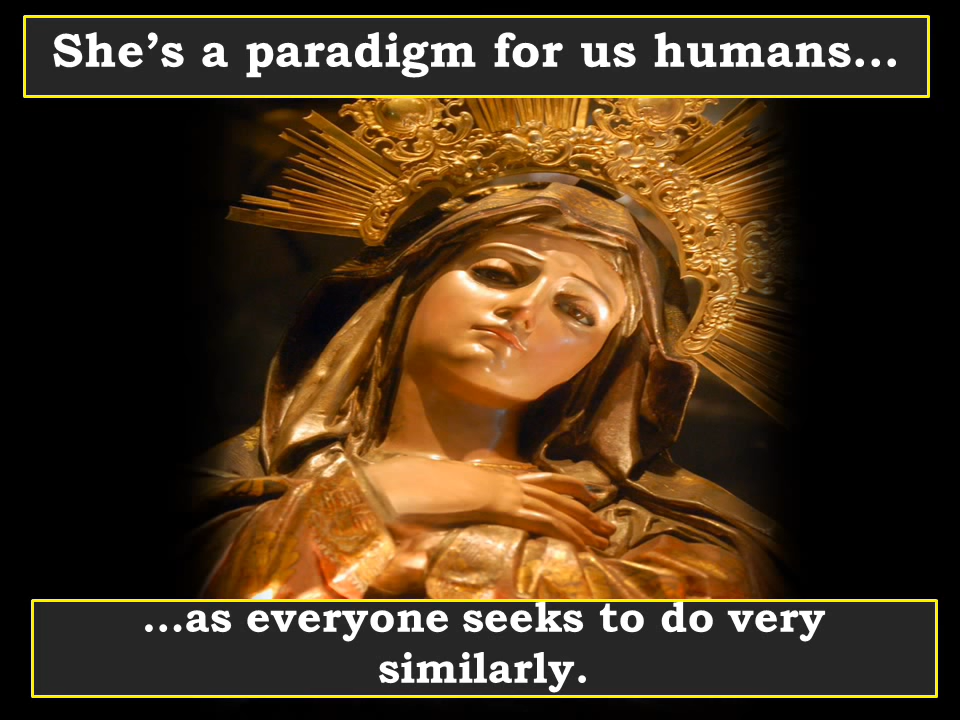 She’s a paradigm for us humans…
…as everyone seeks to do very
similarly.